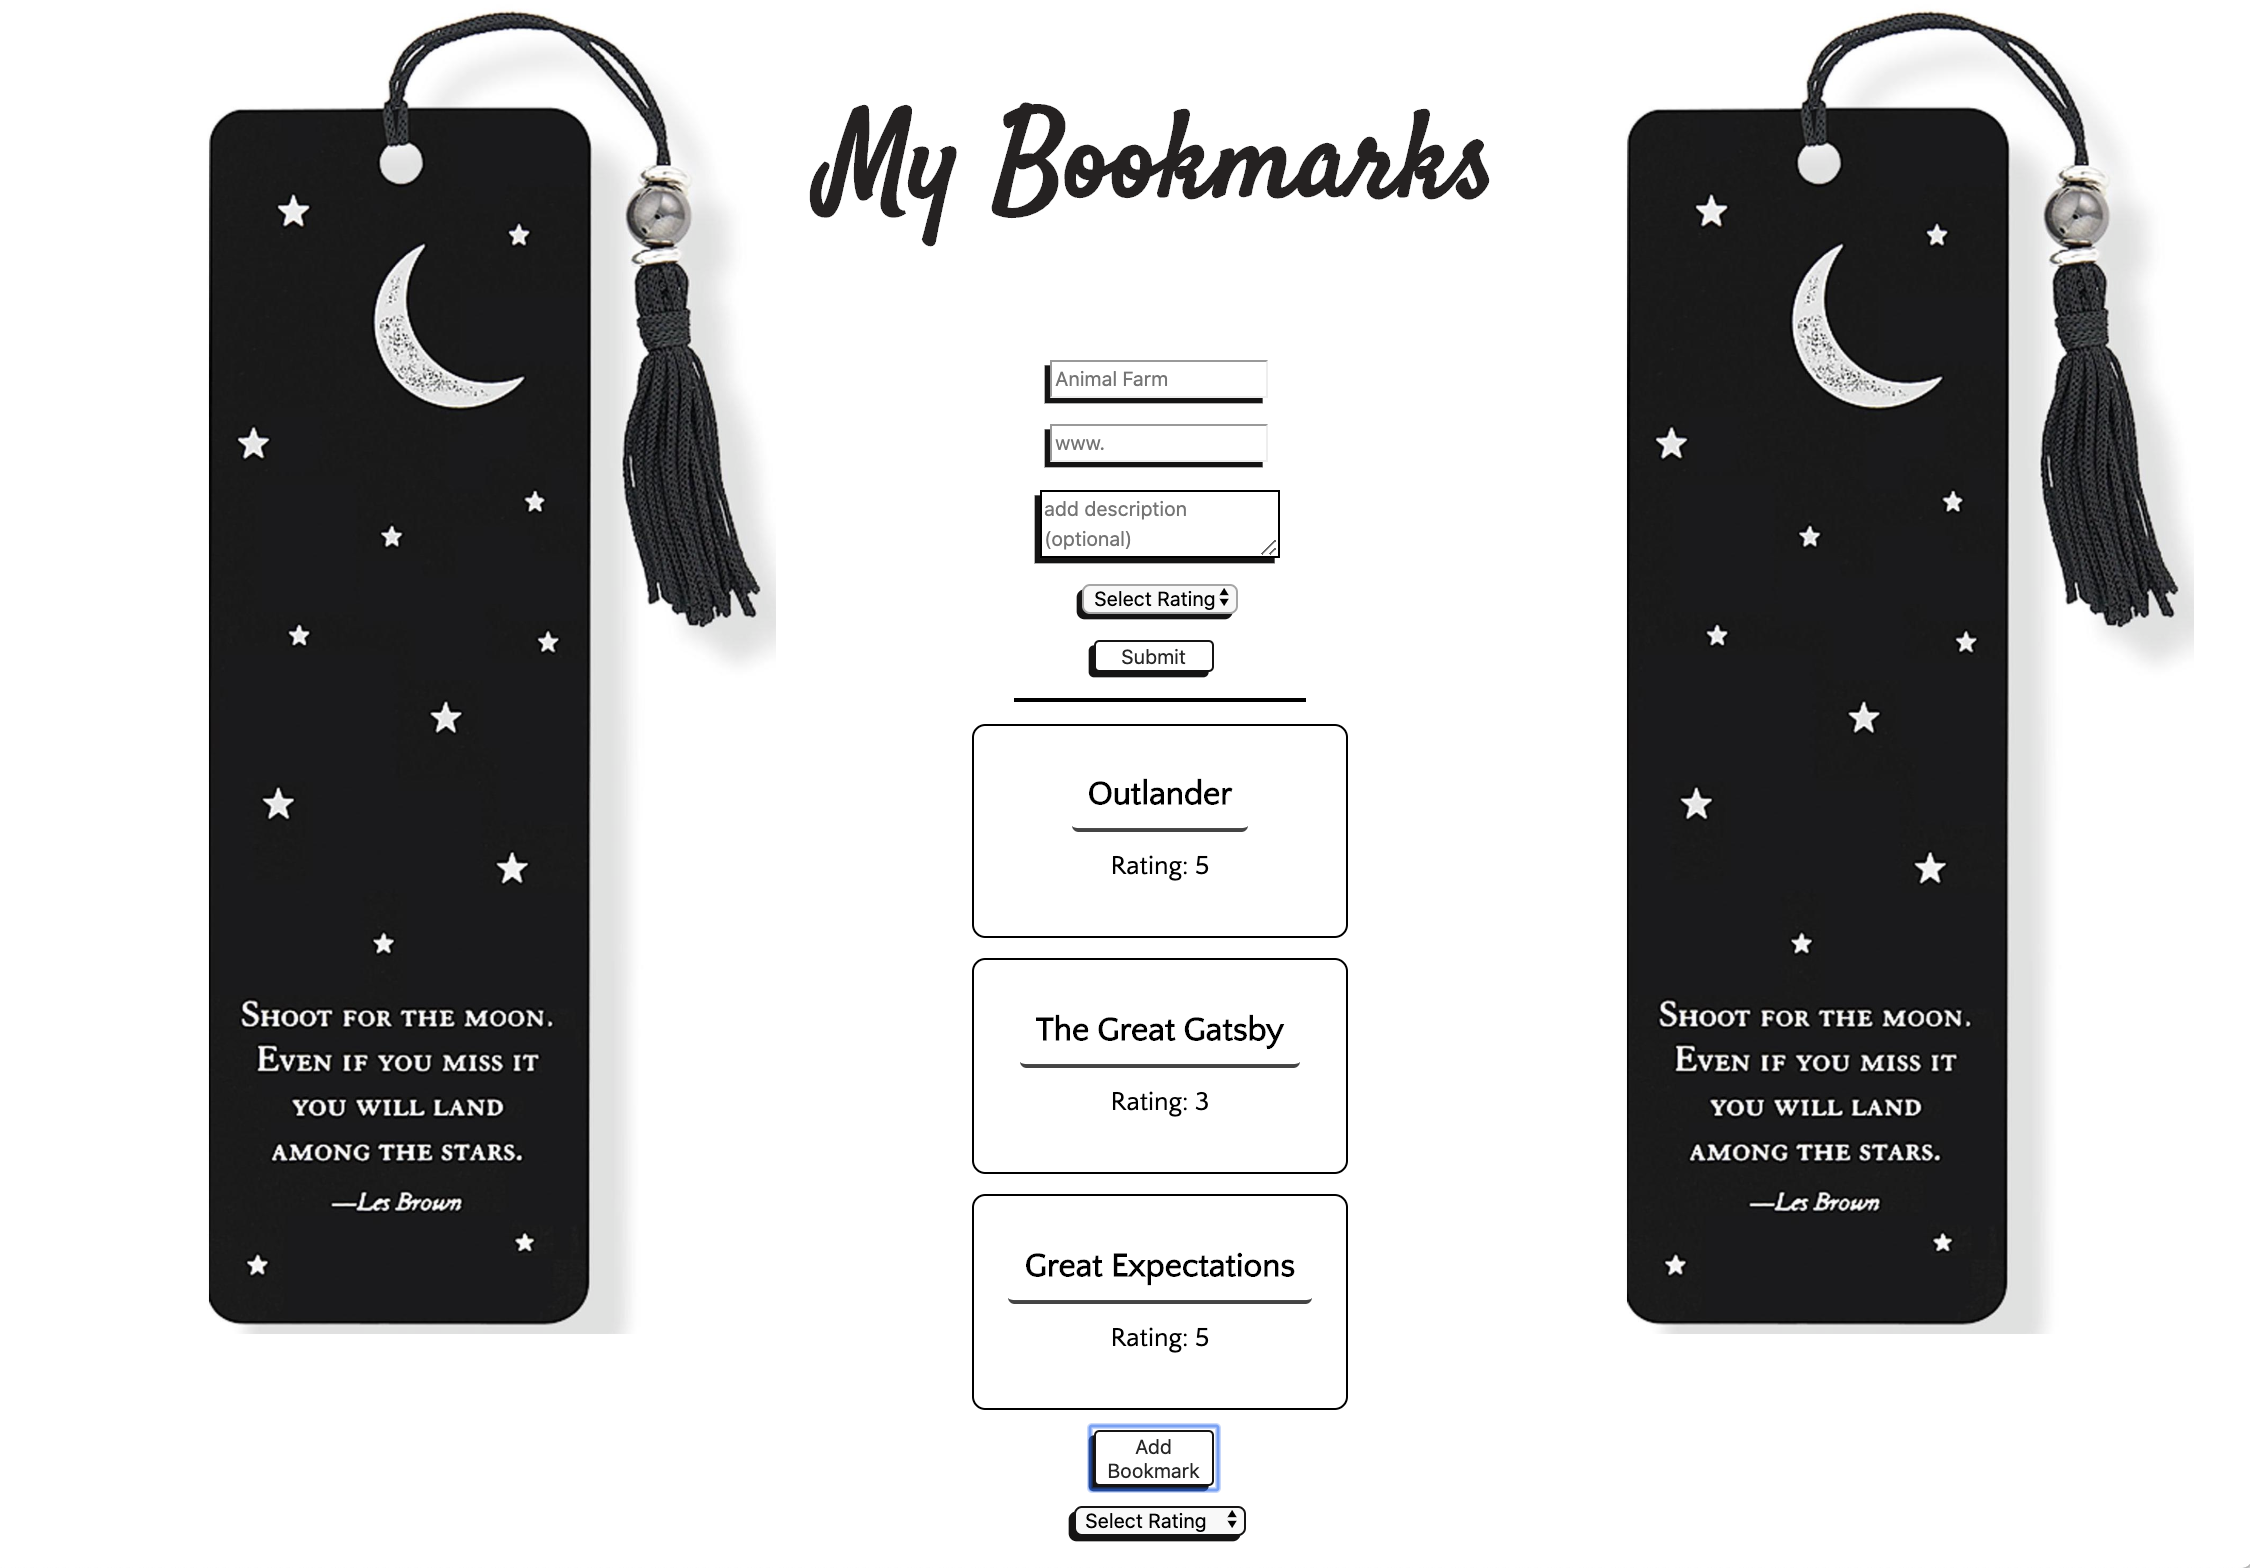 My Bookmarks
Animal Farm
www.
add description
(optional)
Select Rating
Submit
Outlander
Rating: 5
The Great Gatsby
Rating: 3
Great Expectations
Rating: 5
Add
Bookmark
Select Rating
Shoot for the moon.
Even if you miss it
you will land
among the stars.
—Les Brown
Shoot for the moon.
Even if you miss it
you will land
among the stars.
—Les Brown